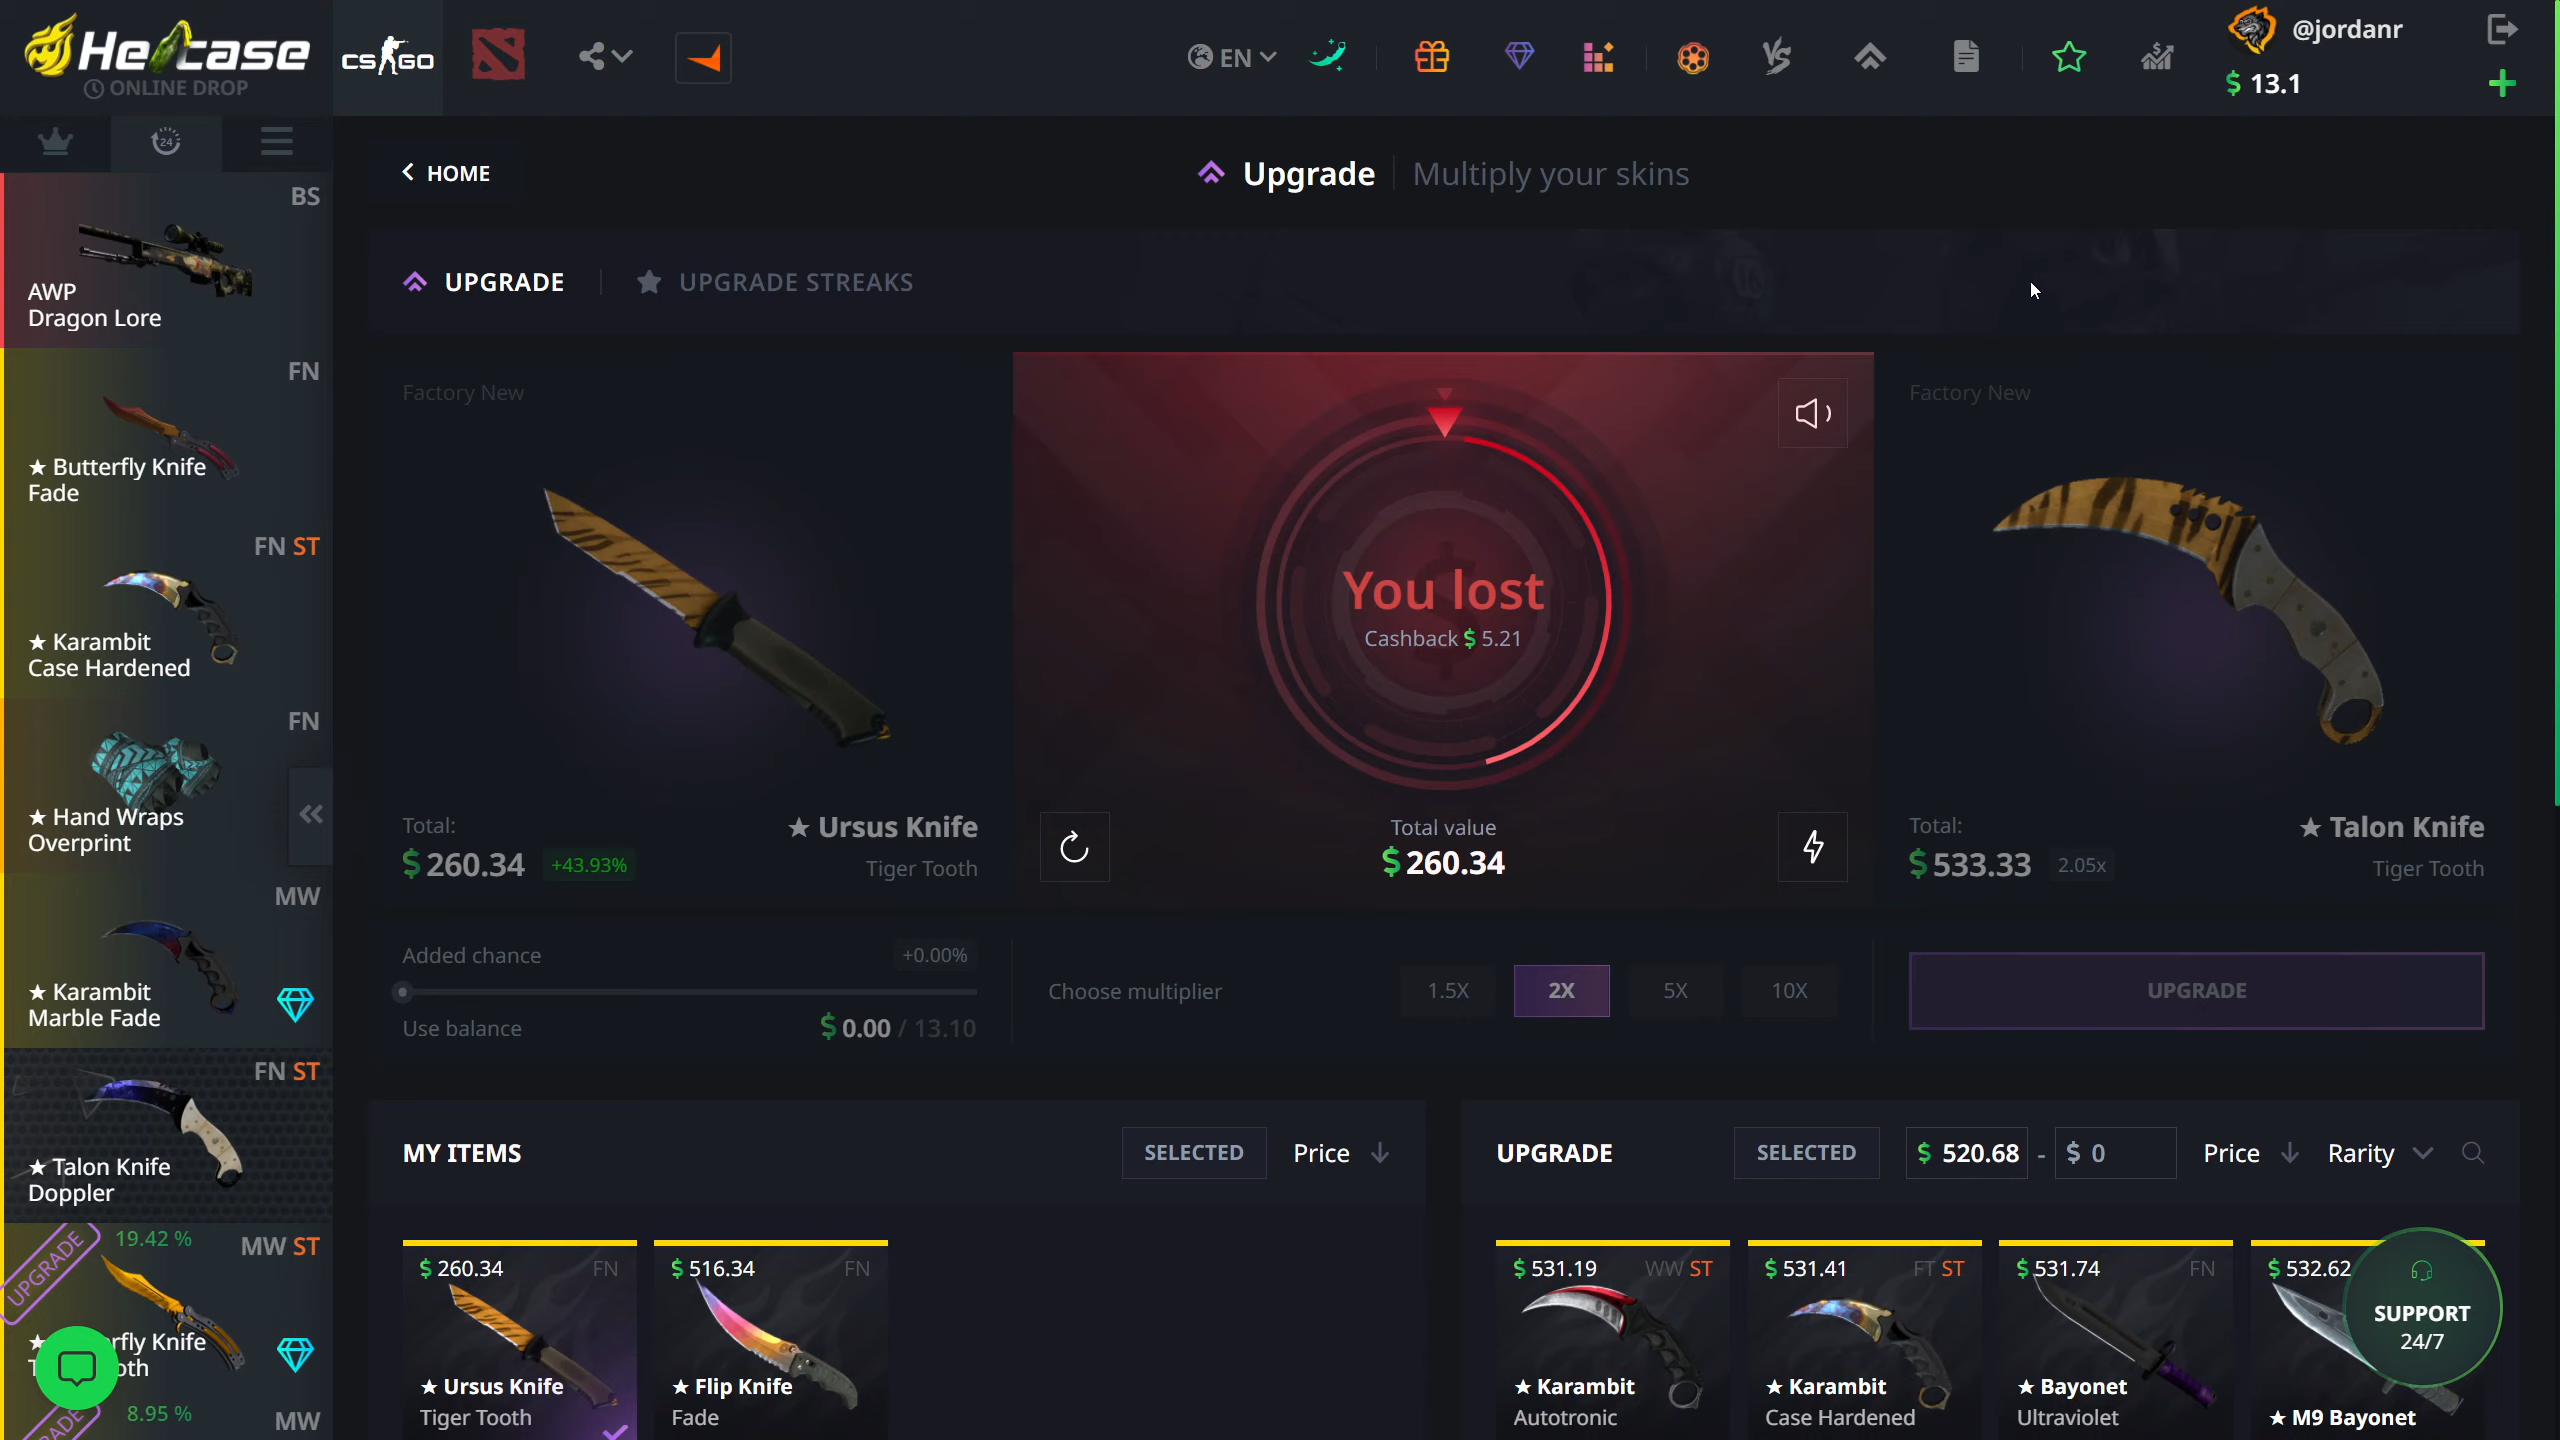 Hellcase
ONLINE DROP
CS GO
EN
@jordanr
$ 13.1
24
HOME
Upgrade
Multiply your skins
BS
AWP
Dragon Lore
FN
★ Butterfly Knife
Fade
FN ST
★ Karambit
Case Hardened
FN
★ Hand Wraps
Overprint
MW
★ Karambit
Marble Fade
FN ST
★ Talon Knife
Doppler
UPGRADE
19.42 %
MW ST
8.95 %
MW
UPGRADE
UPGRADE STREAKS
Factory New
Total:
$ 260.34
+43.93%
★ Ursus Knife
Tiger Tooth
You lost
Cashback $ 5.21
Total value
$ 260.34
Factory New
Total:
$ 533.33
2.05x
★ Talon Knife
Tiger Tooth
Added chance
+0.00%
Use balance
$ 0.00 / 13.10
Choose multiplier
1.5X
2X
5X
10X
UPGRADE
MY ITEMS
SELECTED
Price
$ 260.34
FN
★ Ursus Knife
Tiger Tooth
$ 516.34
FN
★ Flip Knife
Fade
UPGRADE
SELECTED
$ 520.68 - $ 0
Price
Rarity
$ 531.19
WW ST
★ Karambit
Autotronic
$ 531.41
FT ST
★ Karambit
Case Hardened
$ 531.74
FN
★ Bayonet
Ultraviolet
$ 532.62
★ M9 Bayonet
SUPPORT
24/7